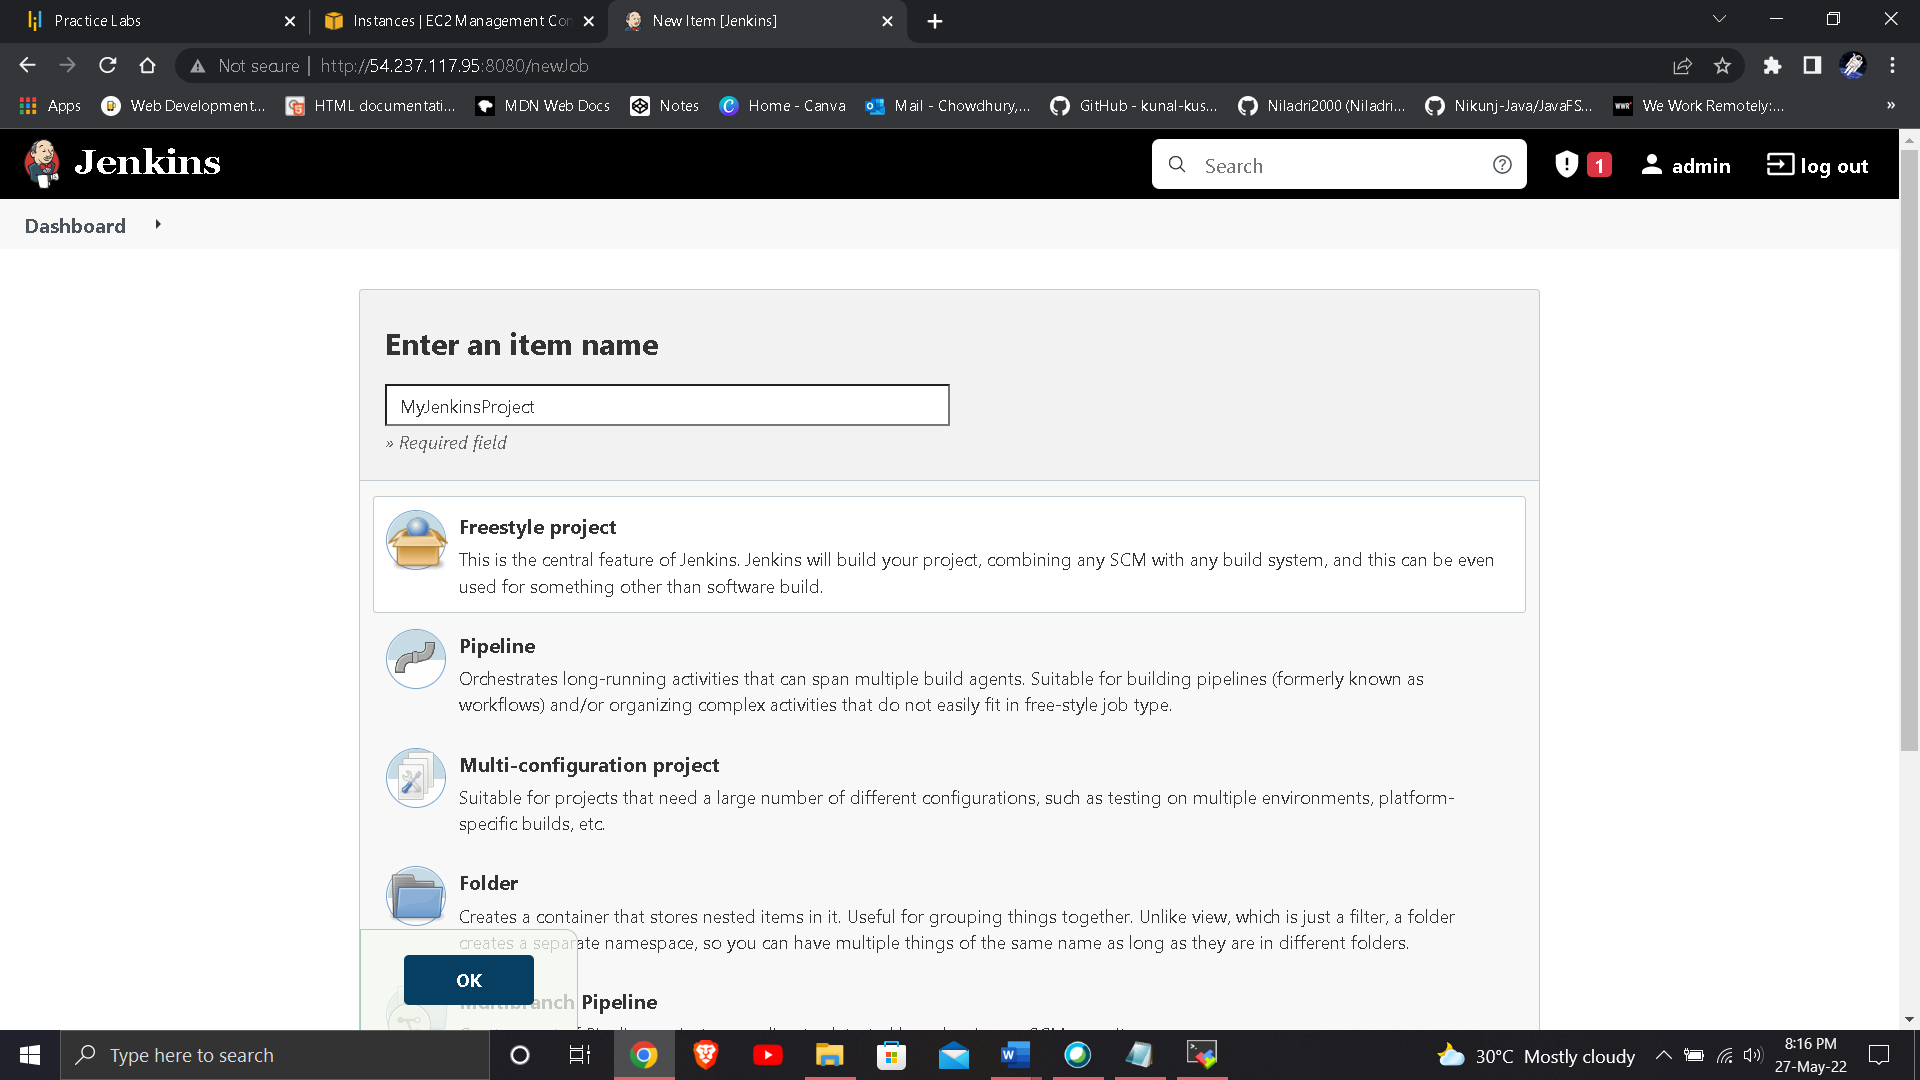 Practice Labs
Instances | EC2 Management Con
New Item [Jenkins]
Not secure | http://54.237.117.95:8080/newJob
Apps
Web Development...
HTML documentati...
MDN Web Docs
Notes
Home - Canva
Mail - Chowdhury,...
GitHub - kunal-kus...
Niladri2000 (Niladri...
Nikunj-Java/JavaFS...
We Work Remotely:...
»
Jenkins
Search
1
admin
log out
Dashboard
Enter an item name
MyJenkinsProject
» Required field
Freestyle project
This is the central feature of Jenkins. Jenkins will build your project, combining any SCM with any build system, and this can be even
used for something other than software build.
Pipeline
Orchestrates long-running activities that can span multiple build agents. Suitable for building pipelines (formerly known as
workflows) and/or organizing complex activities that do not easily fit in free-style job type.
Multi-configuration project
Suitable for projects that need a large number of different configurations, such as testing on multiple environments, platform-
specific builds, etc.
Folder
Creates a container that stores nested items in it. Useful for grouping things together. Unlike view, which is just a filter, a folder
creates a separate namespace, so you can have multiple things of the same name as long as they are in different folders.
OK
Multibranch Pipeline
Type here to search
30°C Mostly cloudy
8:16 PM
27-May-22